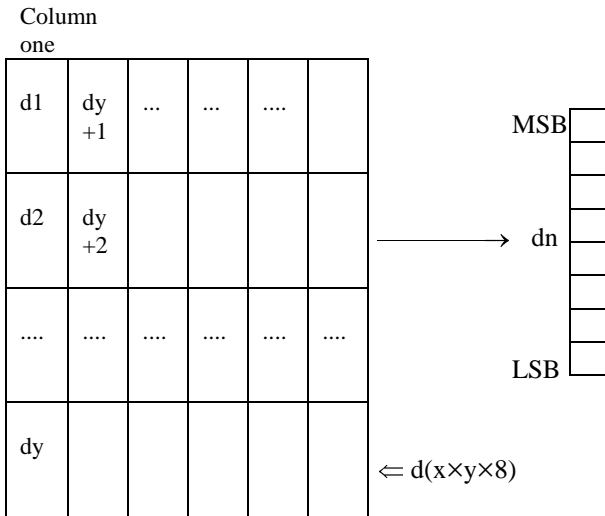 Column
one
d1 dy ... ... ....
+1
MSB
d2 dy
+2
dn
.... .... .... .... .... ....
LSB
dy
⇐ d(x×y×8)